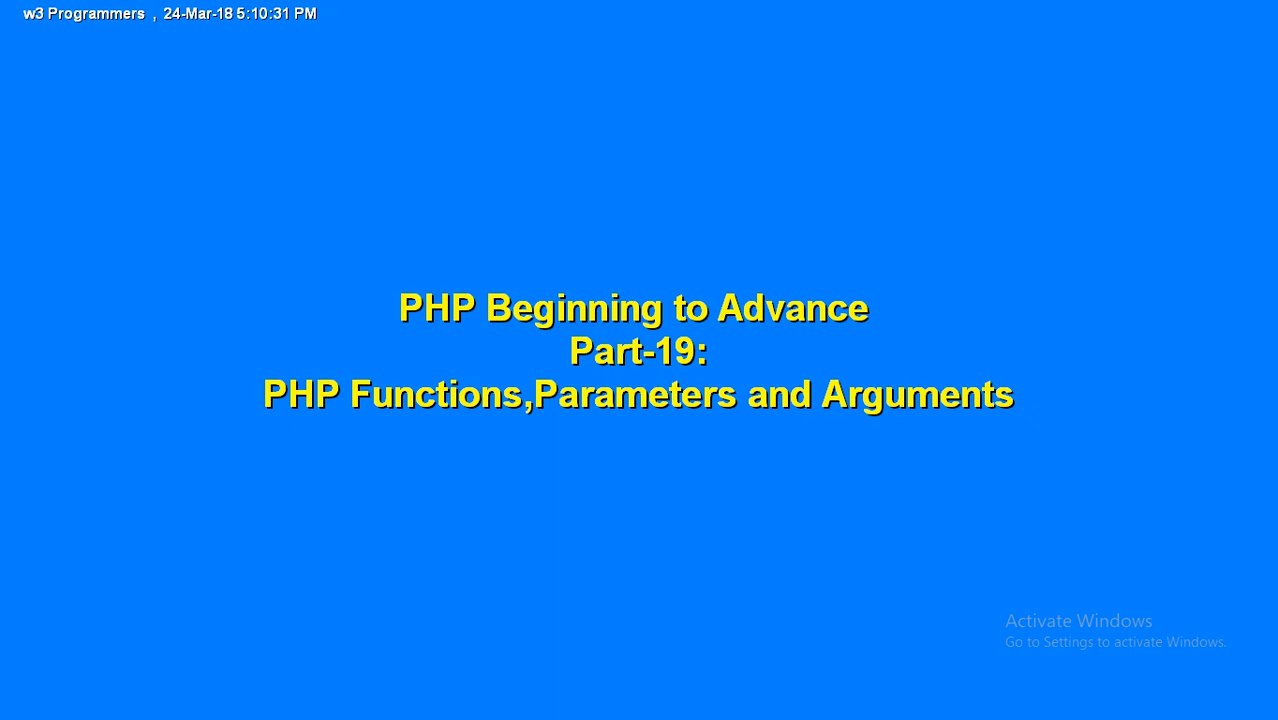 w3 Programmers , 24-Mar-18 5:10:31 PM
PHP Beginning to Advance
Part-19:
PHP Functions,Parameters and Arguments
Activate Windows
Go to Settings to activate Windows.